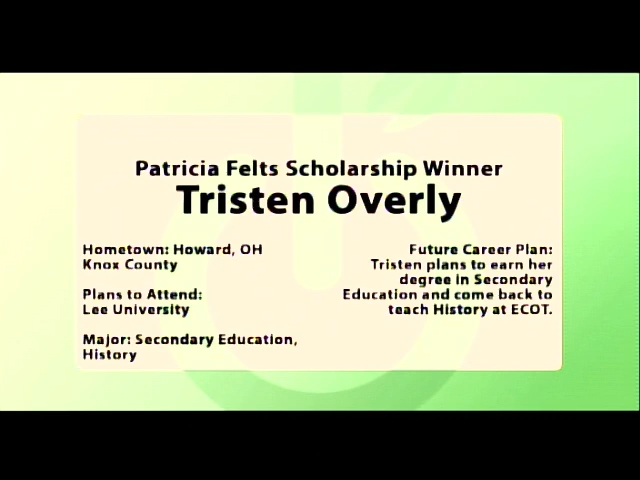 Patricia Felts Scholarship Winner
Tristen Overly
Hometown: Howard, OH
Knox County
Plans to Attend:
Lee University
Major: Secondary Education,
History
Future Career Plan:
Tristen plans to earn her
degree in Secondary
Education and come back to
teach History at ECOT.